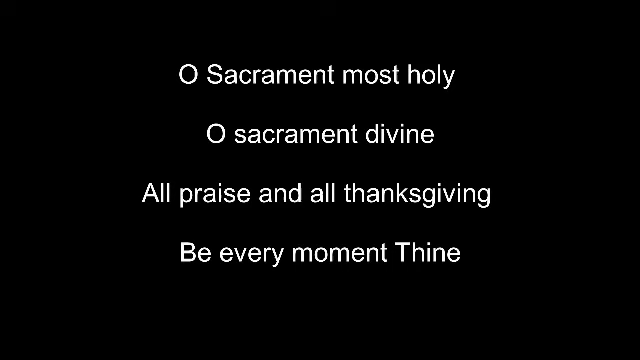 O Sacrament most holy
O sacrament divine
All praise and all thanksgiving
Be every moment Thine